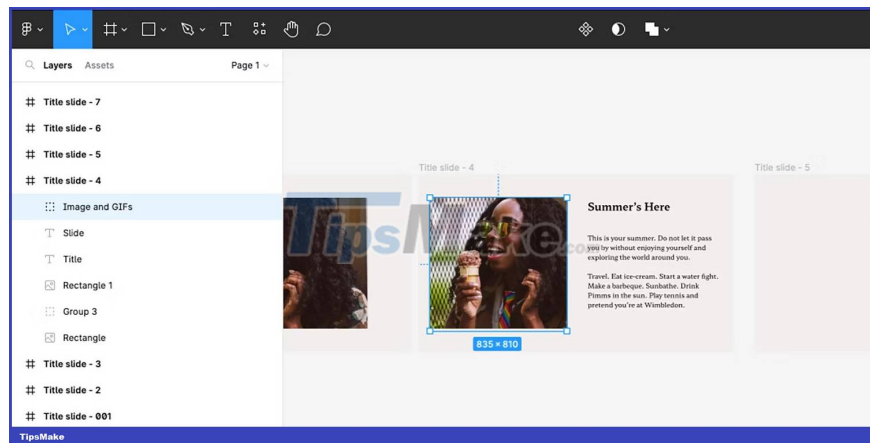 Layers Assets Page 1
Title slide - 7
Title slide - 6
Title slide - 5
Title slide - 4
Image and GIFs
Slide
Title
Rectangle 1
Group 3
Rectangle
Title slide - 3
Title slide - 2
Title slide - 001
Title slide - 4
Title slide - 5
Summer's Here
This is your summer. Do not let it pass
you by without enjoying yourself and
exploring the world around you.
Travel. Eat ice-cream. Start a water fight.
Make a barbeque. Sunbathe. Drink
Pimms in the sun. Play tennis and
pretend you're at Wimbledon.
835 × 810
TipsMake.com
TipsMake